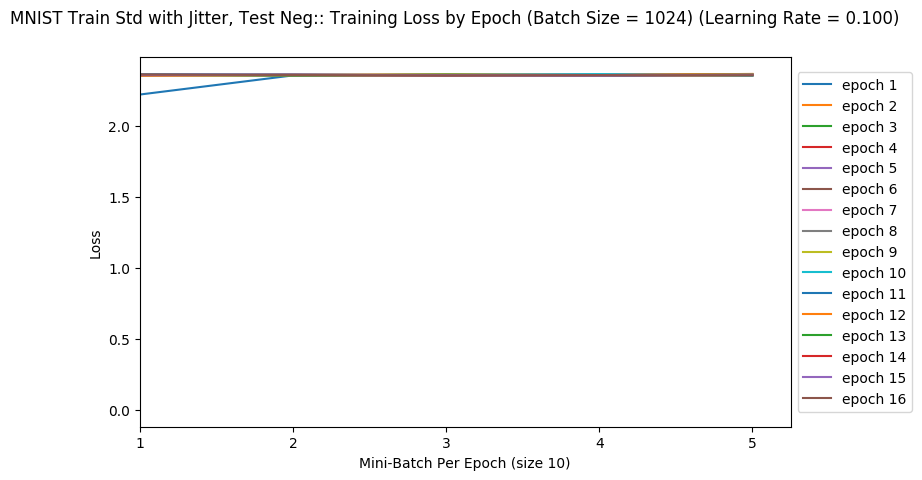 MNIST Train Std with Jitter, Test Neg:: Training Loss by Epoch (Batch Size = 1024) (Learning Rate = 0.100)
2.0
1.5
1.0
0.5
0.0
Loss
1 2 3 4 5
Mini-Batch Per Epoch (size 10)
epoch 1
epoch 2
epoch 3
epoch 4
epoch 5
epoch 6
epoch 7
epoch 8
epoch 9
epoch 10
epoch 11
epoch 12
epoch 13
epoch 14
epoch 15
epoch 16